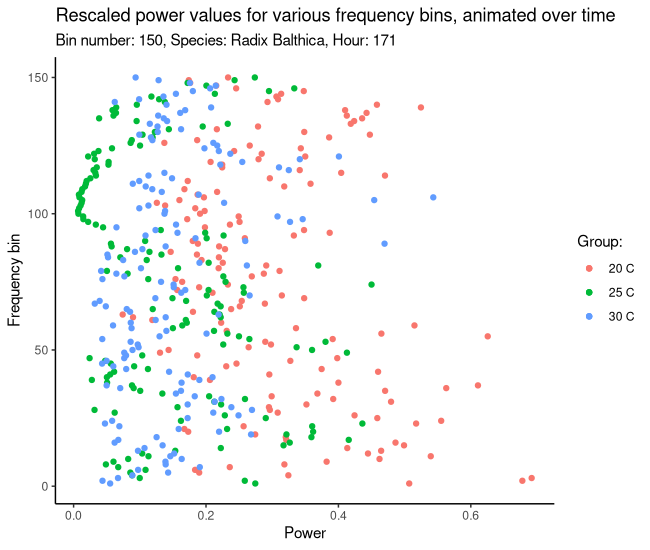 Rescaled power values for various frequency bins, animated over time
Bin number: 150, Species: Radix Balthica, Hour: 171
150
100
50
0
Frequency bin
0.0
0.2
0.4
0.6
Power
Group:
20 C
25 C
30 C